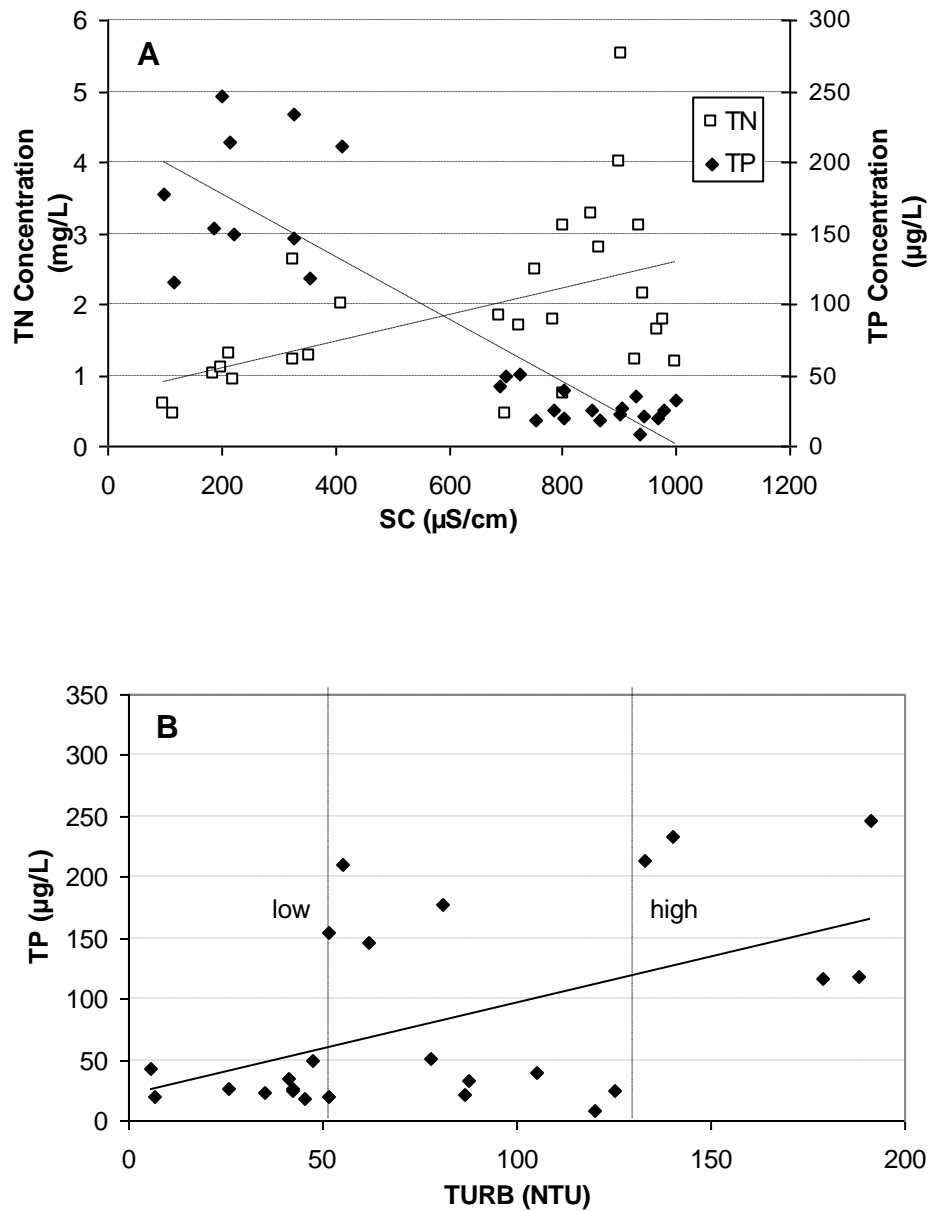 A
TN Concentration
(mg/L)
6
5
4
3
2
1
0
300
250
200
150
100
50
0
TP Concentration
(µg/L)
TN
TP
0 200 400 600 800 1000 1200
SC (µS/cm)
B
TP (µg/L)
350
300
250
200
150
100
50
0
low
high
0 50 100 150 200
TURB (NTU)